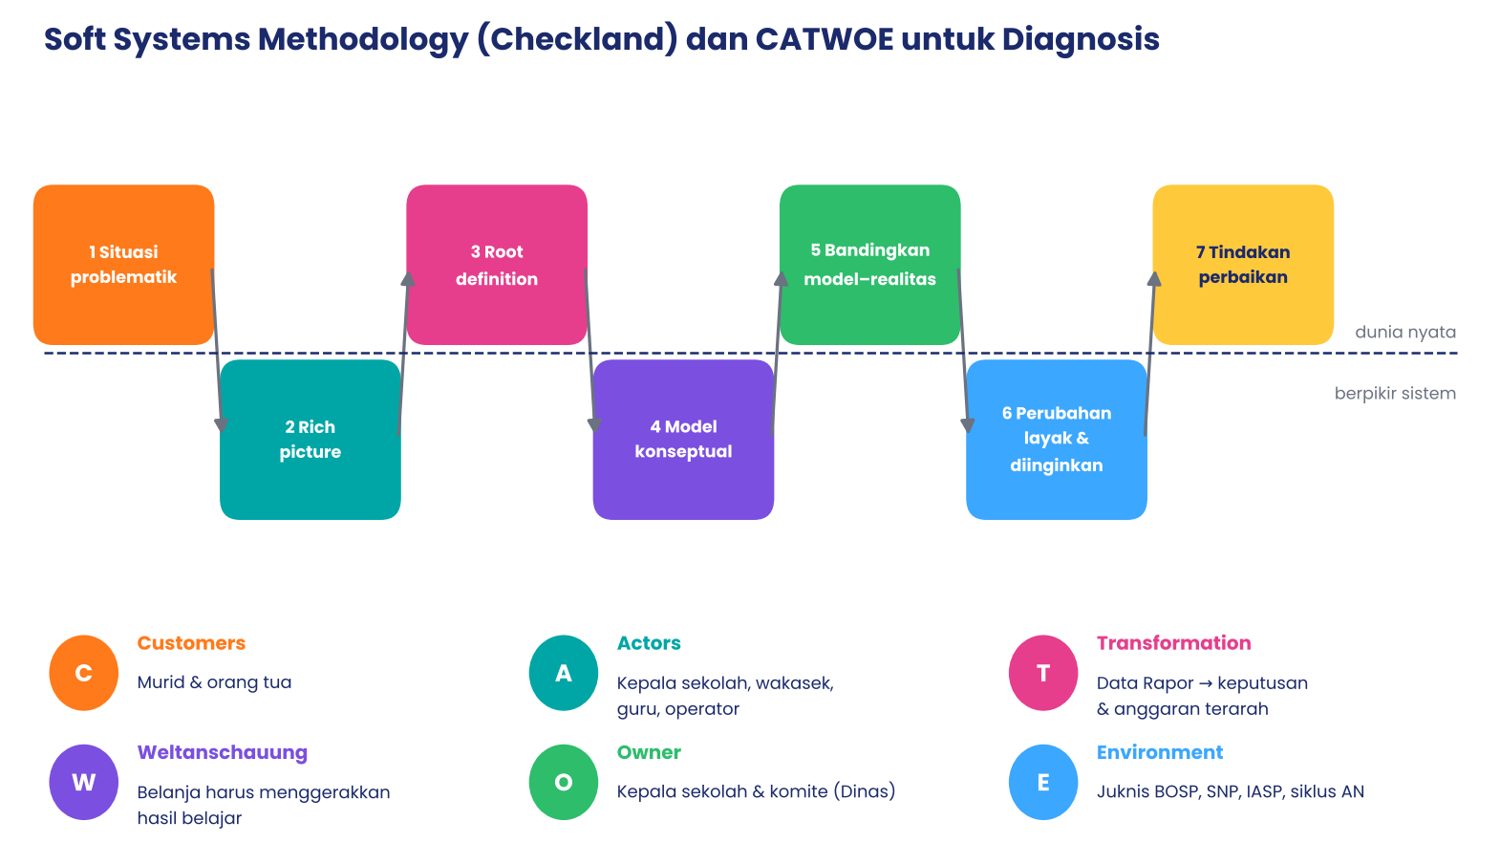 Soft Systems Methodology (Checkland) dan CATWOE untuk Diagnosis
1 Situasi
problematik
3 Root
definition
5 Bandingkan
model–realitas
7 Tindakan
perbaikan
dunia nyata
berpikir sistem
2 Rich
picture
4 Model
konseptual
6 Perubahan
layak &
diinginkan
C
Customers
Murid & orang tua
A
Actors
Kepala sekolah, wakasek,
guru, operator
T
Transformation
Data Rapor → keputusan
& anggaran terarah
W
Weltanschauung
Belanja harus menggerakkan
hasil belajar
O
Owner
Kepala sekolah & komite (Dinas)
E
Environment
Juknis BOSP, SNP, IASP, siklus AN